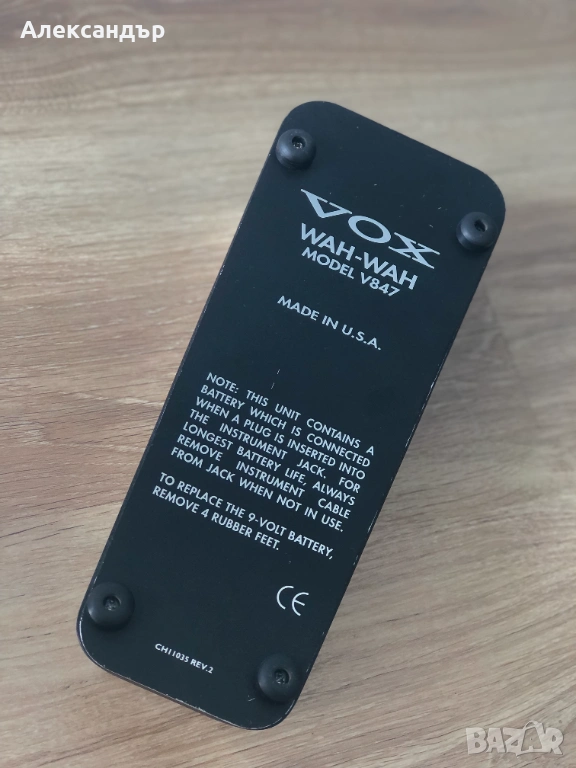 Александър
VOX
WAH-WAH
MODEL V847
MADE IN U.S.A.
NOTE: THIS UNIT CONTAINS A
BATTERY WHICH IS CONNECTED
WHEN A PLUG IS INSERTED INTO
THE INSTRUMENT JACK. FOR
LONGEST BATTERY LIFE, ALWAYS
REMOVE INSTRUMENT CABLE
FROM JACK WHEN NOT IN USE.
TO REPLACE THE 9-VOLT BATTERY,
REMOVE 4 RUBBER FEET.
CE
CH11035 REV.2
BAZAR